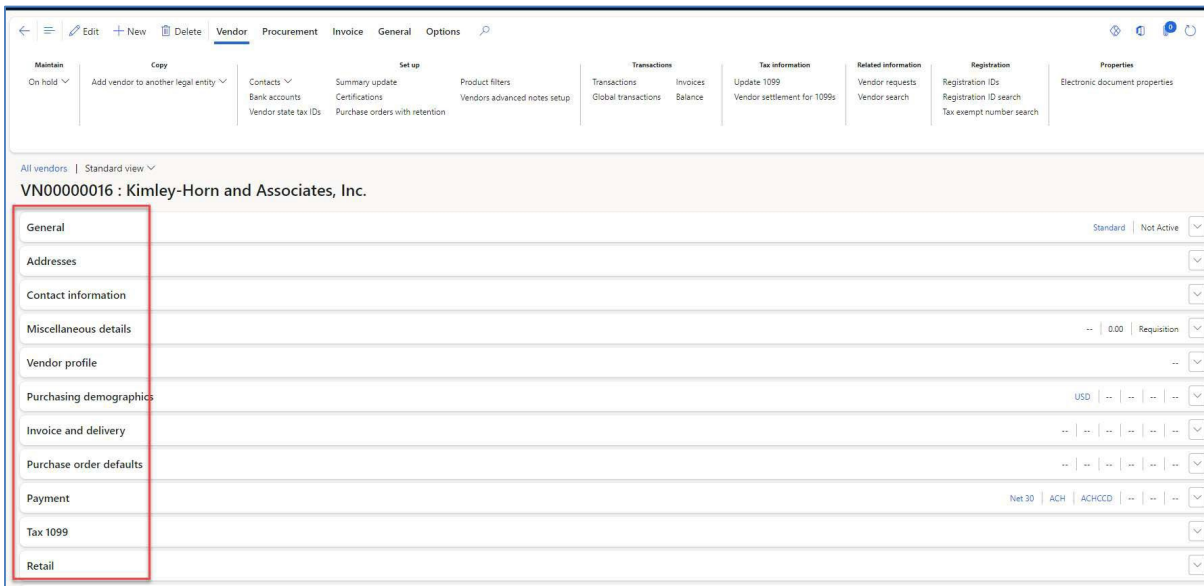 Edit New Delete Vendor Procurement Invoice General Options 0
Maintain Copy Set up Transactions Tax information Related information Registration Properties
On hold Add vendor to another legal entity Contacts Summary update Product filters Transactions Invoices Update 1099 Vendor requests Registration IDs Electronic document properties
Bank accounts Certifications Vendors advanced notes setup Global transactions Balance Vendor settlement for 1099s Vendor search Registration ID search
Vendor state tax IDs Purchase orders with retention Tax exempt number search
All vendors | Standard view
VN00000016 : Kimley-Horn and Associates, Inc.
General Standard | Not Active
Addresses
Contact information
Miscellaneous details -- | 0.00 | Requisition
Vendor profile --
Purchasing demographics USD | -- | -- | -- | --
Invoice and delivery -- | -- | -- | -- | -- | --
Purchase order defaults -- | -- | -- | -- | -- | --
Payment Net 30 | ACH | ACHCCD | -- | -- | --
Tax 1099
Retail